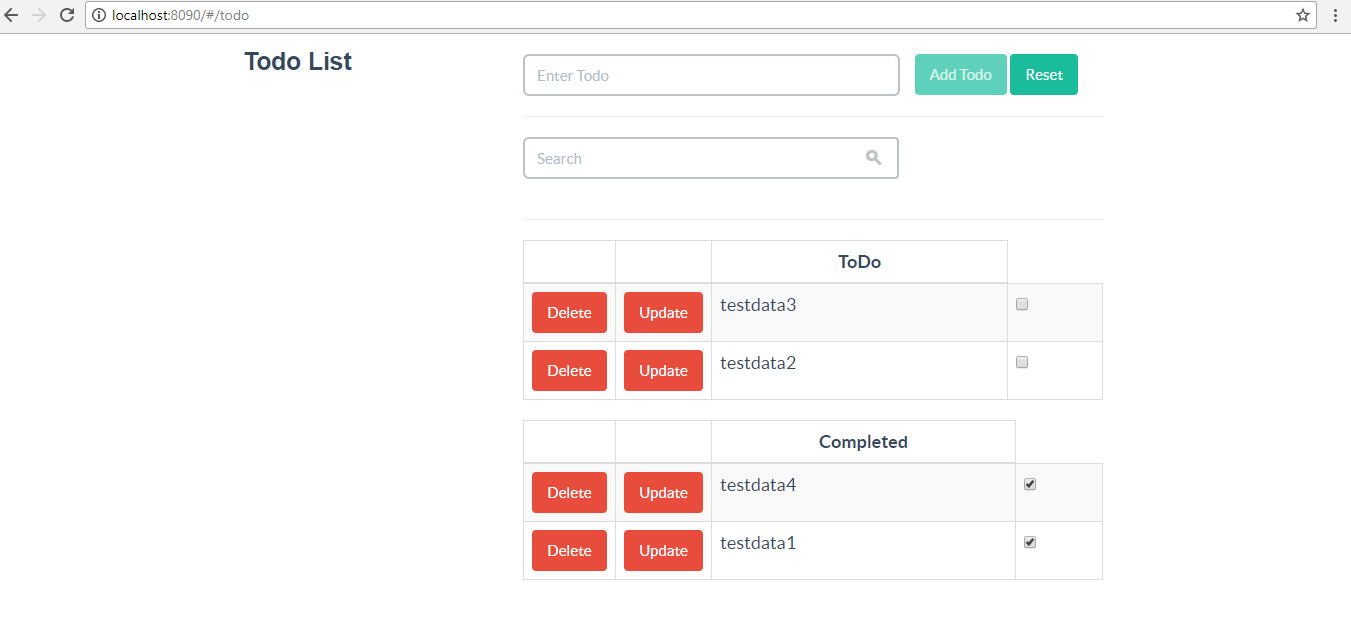 localhost:8090/#/todo
Todo List
Enter Todo
Add Todo
Reset
Search
ToDo
Delete Update testdata3
Delete Update testdata2
Completed
Delete Update testdata4
Delete Update testdata1